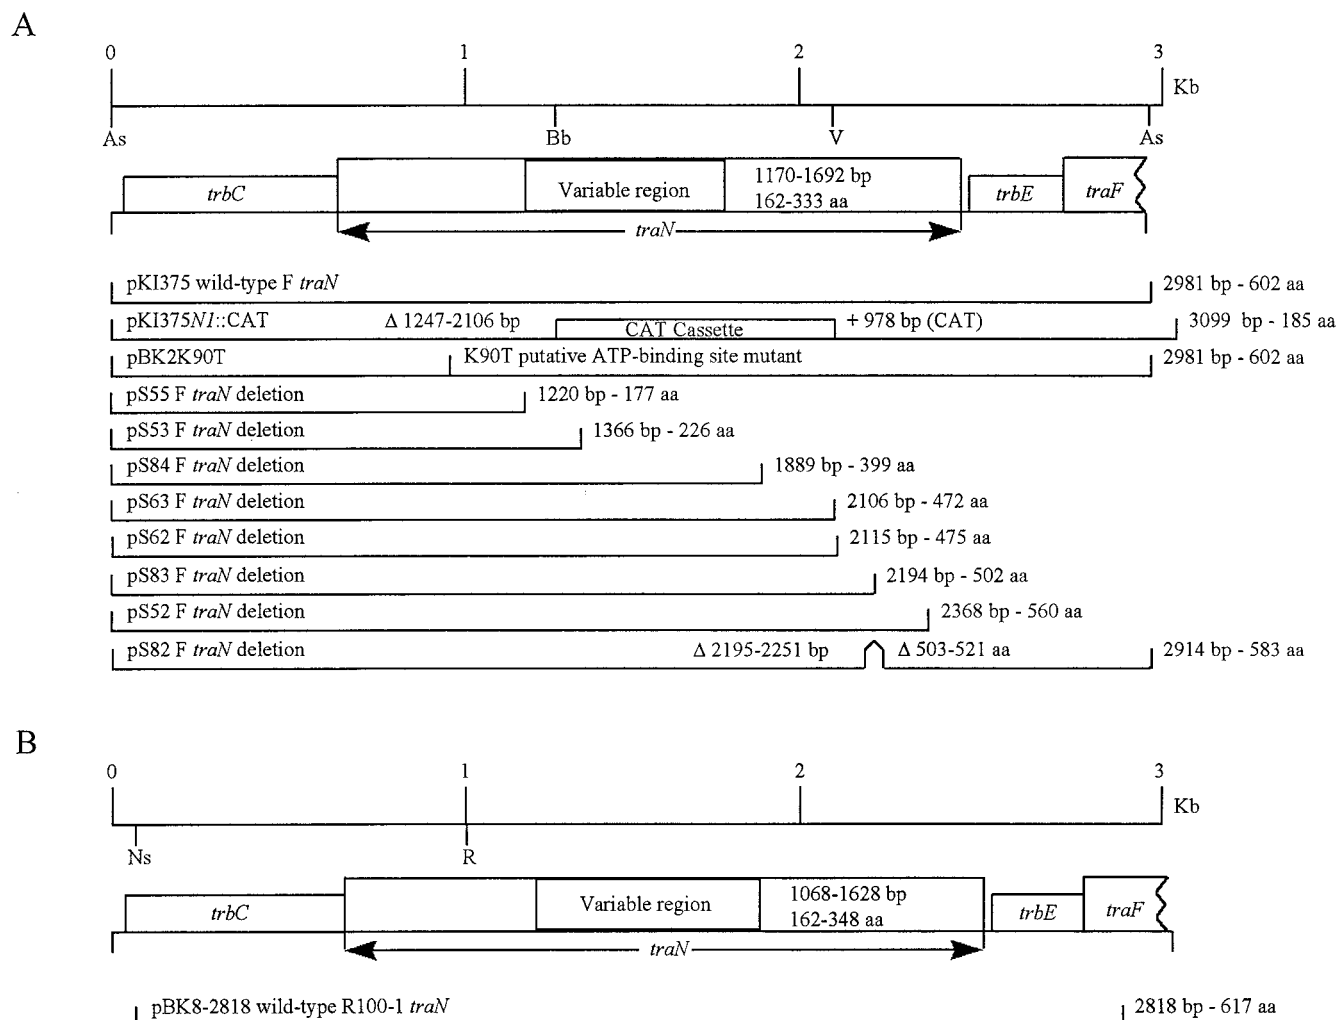 A
0 1 2 3
Kb
As Bb V As
trbC Variable region 1170-1692 bp trbE traF
162-333 aa
traN
pKI375 wild-type F traN 2981 bp - 602 aa
pKI375N1::CAT Δ 1247-2106 bp CAT Cassette + 978 bp (CAT) 3099 bp - 185 aa
pBK2K90T K90T putative ATP-binding site mutant 2981 bp - 602 aa
pS55 F traN deletion 1220 bp - 177 aa
pS53 F traN deletion 1366 bp - 226 aa
pS84 F traN deletion 1889 bp - 399 aa
pS63 F traN deletion 2106 bp - 472 aa
pS62 F traN deletion 2115 bp - 475 aa
pS83 F traN deletion 2194 bp - 502 aa
pS52 F traN deletion 2368 bp - 560 aa
pS82 F traN deletion Δ 2195-2251 bp Δ 503-521 aa 2914 bp - 583 aa
B
0 1 2 3
Kb
Ns R
trbC Variable region 1068-1628 bp trbE traF
162-348 aa
traN
pBK8-2818 wild-type R100-1 traN 2818 bp - 617 aa